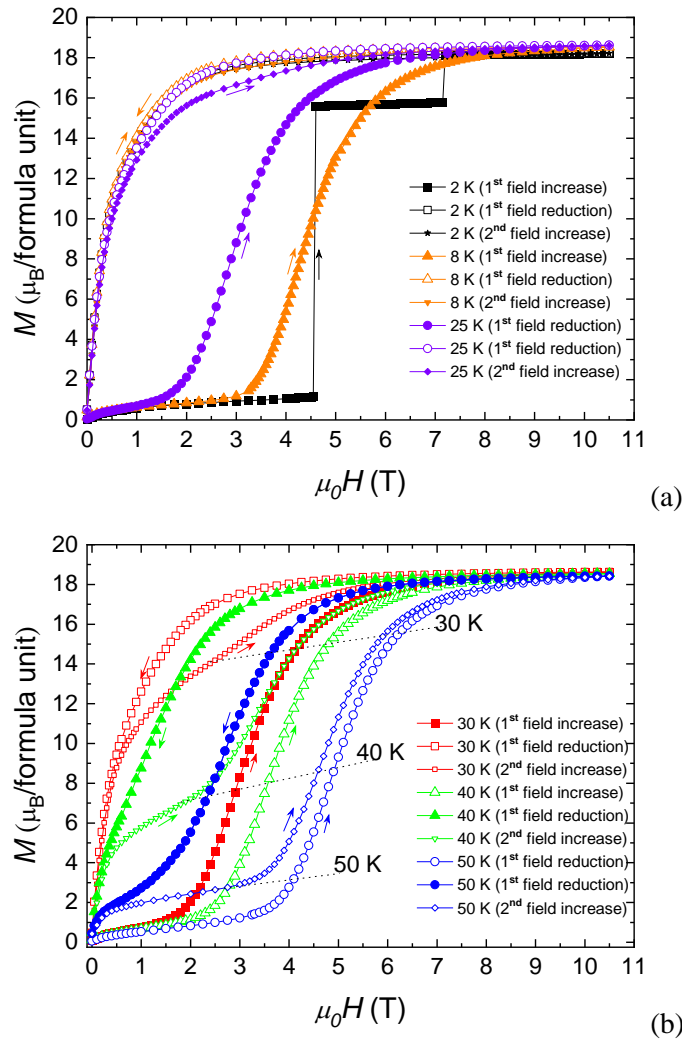 20
18
16
14
12
10
8
6
4
2
0
M (μB/formula unit)
2 K (1st field increase)
2 K (1st field reduction)
2 K (2nd field increase)
8 K (1st field increase)
8 K (1st field reduction)
8 K (2nd field increase)
25 K (1st field reduction)
25 K (1st field reduction)
25 K (2nd field increase)
0 1 2 3 4 5 6 7 8 9 10 11
μ0H (T)
(a)
20
18
16
14
12
10
8
6
4
2
0
M (μB/formula unit)
30 K
40 K
50 K
30 K (1st field increase)
30 K (1st field reduction)
30 K (2nd field increase)
40 K (1st field increase)
40 K (1st field reduction)
40 K (2nd field increase)
50 K (1st field reduction)
50 K (1st field reduction)
50 K (2nd field increase)
0 1 2 3 4 5 6 7 8 9 10 11
μ0H (T)
(b)